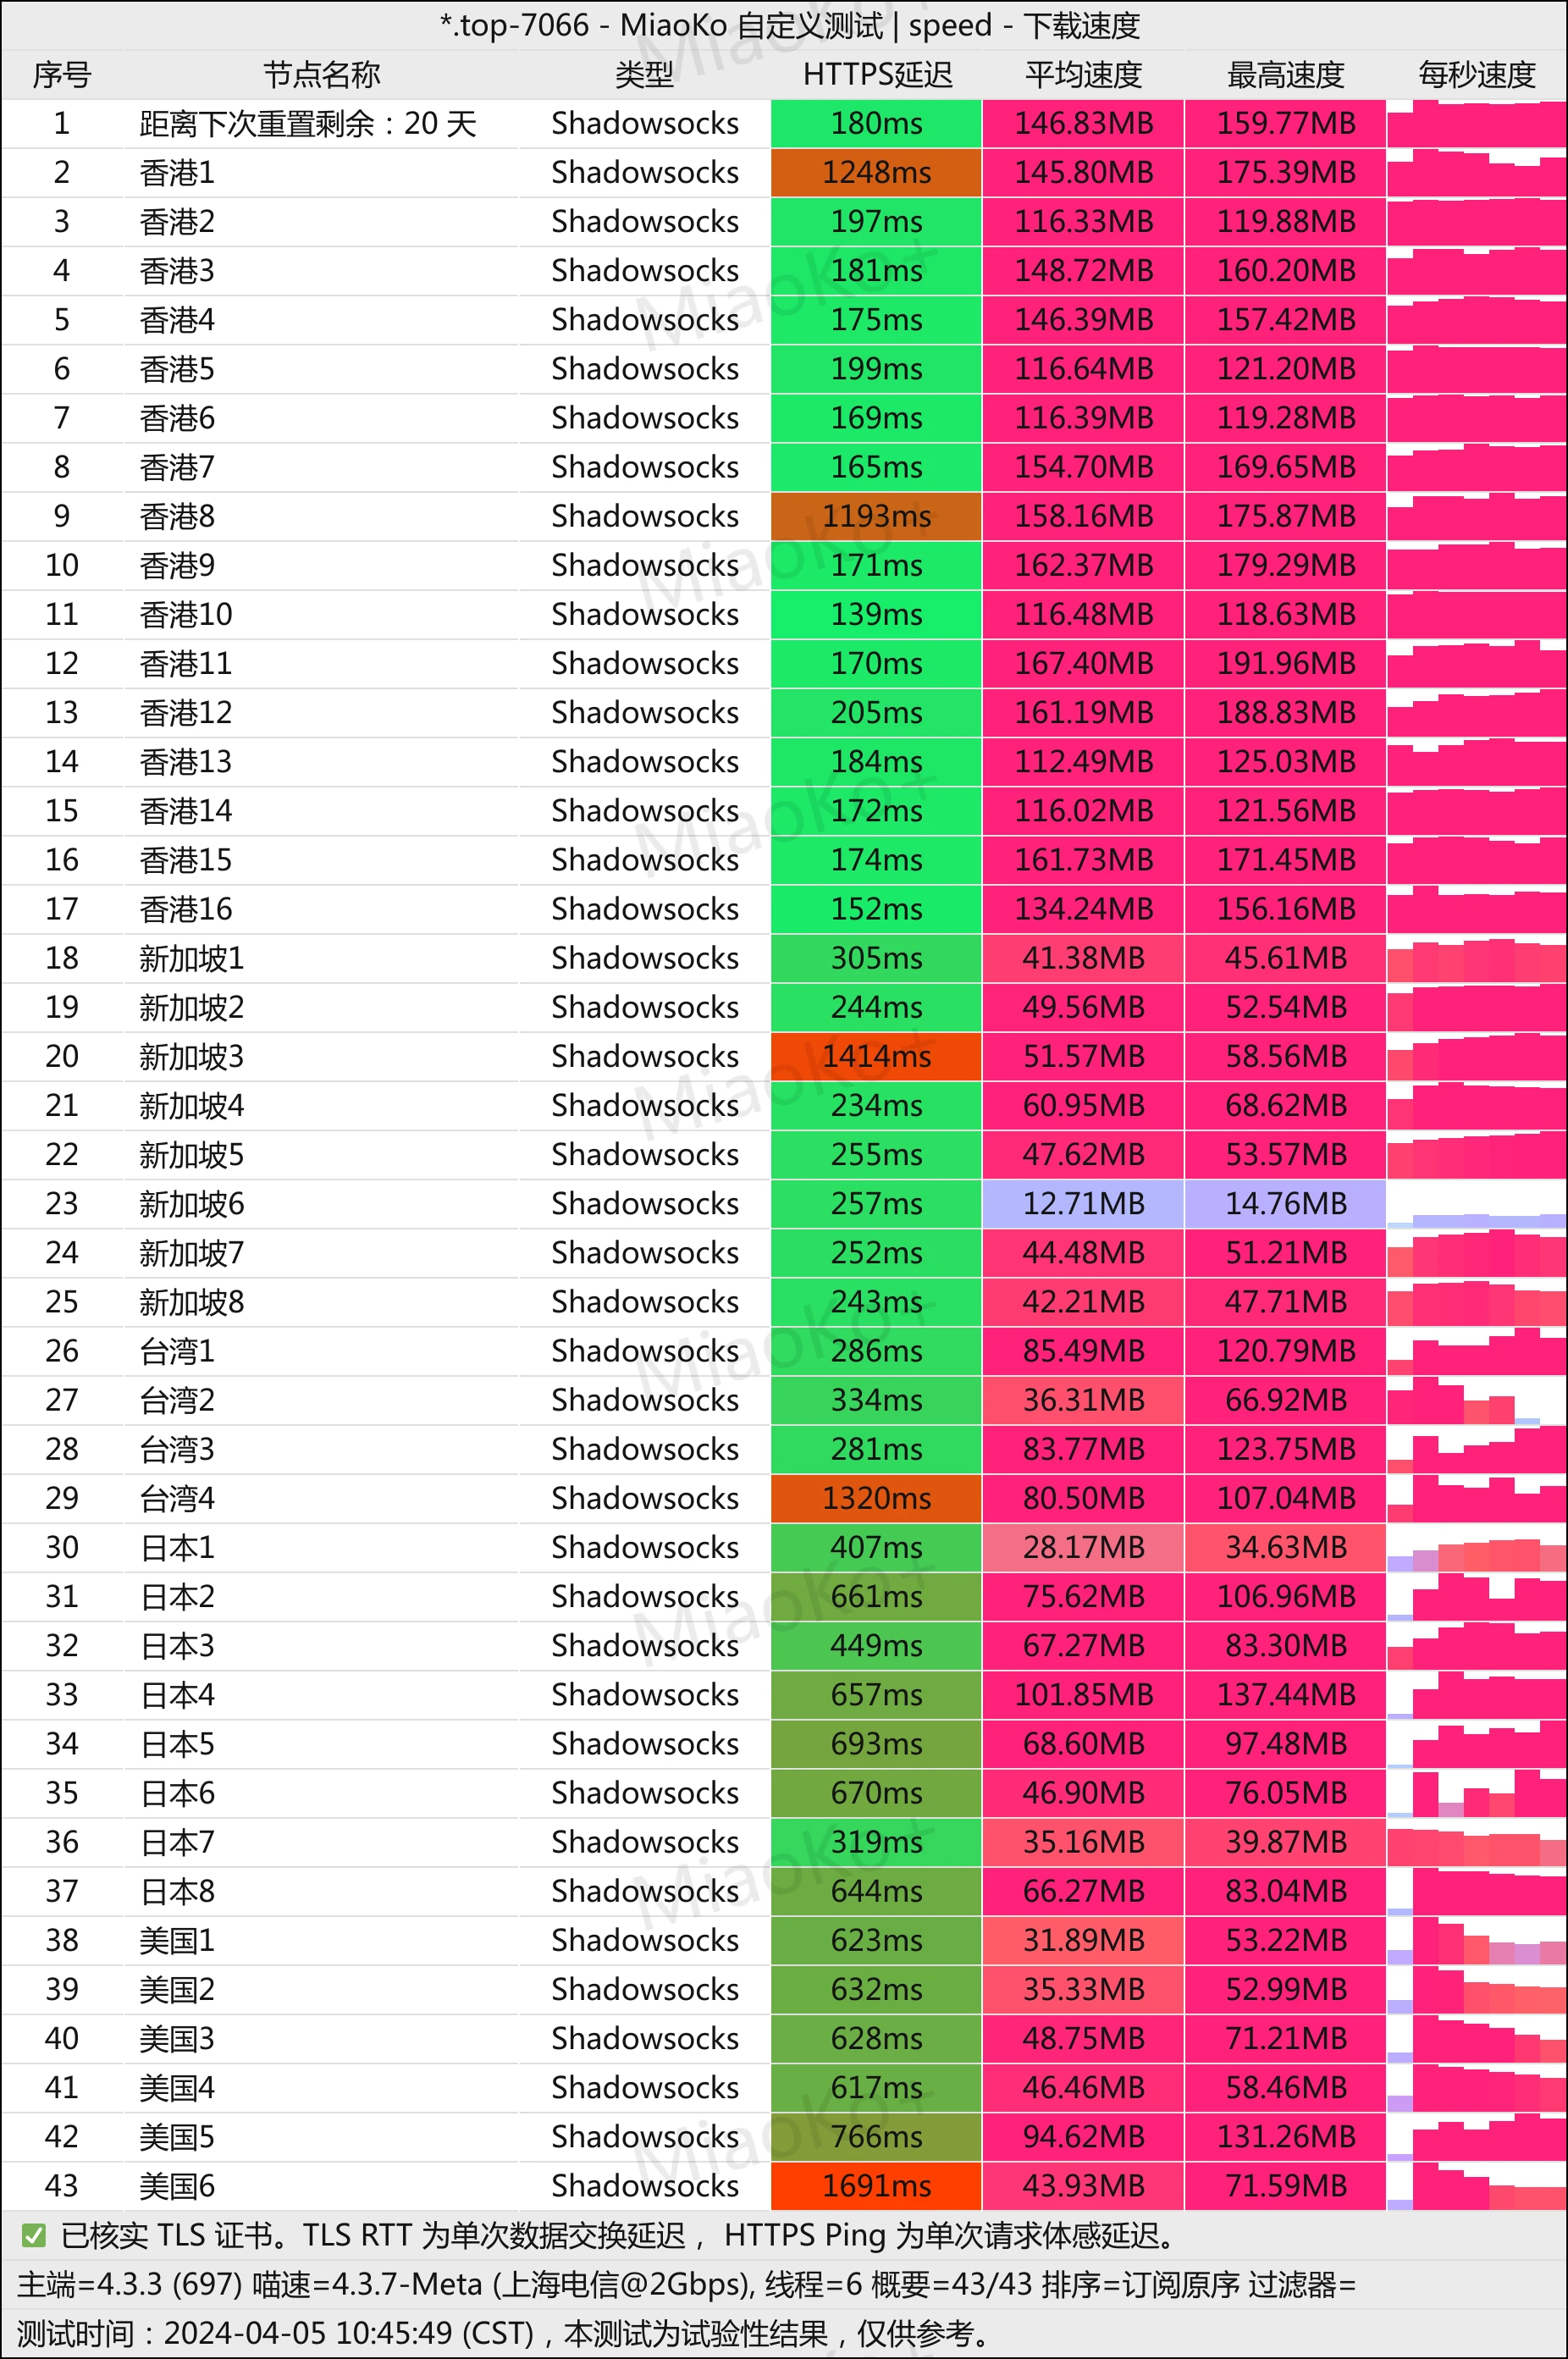 *.top-7066 - MiaoKo 自定义测试 | speed - 下载速度
序号 节点名称 类型 HTTPS延迟 平均速度 最高速度 每秒速度
1 距离下次重置剩余：20 天 Shadowsocks 180ms 146.83MB 159.77MB
2 香港1 Shadowsocks 1248ms 145.80MB 175.39MB
3 香港2 Shadowsocks 197ms 116.33MB 119.88MB
4 香港3 Shadowsocks 181ms 148.72MB 160.20MB
5 香港4 Shadowsocks 175ms 146.39MB 157.42MB
6 香港5 Shadowsocks 199ms 116.64MB 121.20MB
7 香港6 Shadowsocks 169ms 116.39MB 119.28MB
8 香港7 Shadowsocks 165ms 154.70MB 169.65MB
9 香港8 Shadowsocks 1193ms 158.16MB 175.87MB
10 香港9 Shadowsocks 171ms 162.37MB 179.29MB
11 香港10 Shadowsocks 139ms 116.48MB 118.63MB
12 香港11 Shadowsocks 170ms 167.40MB 191.96MB
13 香港12 Shadowsocks 205ms 161.19MB 188.83MB
14 香港13 Shadowsocks 184ms 112.49MB 125.03MB
15 香港14 Shadowsocks 172ms 116.02MB 121.56MB
16 香港15 Shadowsocks 174ms 161.73MB 171.45MB
17 香港16 Shadowsocks 152ms 134.24MB 156.16MB
18 新加坡1 Shadowsocks 305ms 41.38MB 45.61MB
19 新加坡2 Shadowsocks 244ms 49.56MB 52.54MB
20 新加坡3 Shadowsocks 1414ms 51.57MB 58.56MB
21 新加坡4 Shadowsocks 234ms 60.95MB 68.62MB
22 新加坡5 Shadowsocks 255ms 47.62MB 53.57MB
23 新加坡6 Shadowsocks 257ms 12.71MB 14.76MB
24 新加坡7 Shadowsocks 252ms 44.48MB 51.21MB
25 新加坡8 Shadowsocks 243ms 42.21MB 47.71MB
26 台湾1 Shadowsocks 286ms 85.49MB 120.79MB
27 台湾2 Shadowsocks 334ms 36.31MB 66.92MB
28 台湾3 Shadowsocks 281ms 83.77MB 123.75MB
29 台湾4 Shadowsocks 1320ms 80.50MB 107.04MB
30 日本1 Shadowsocks 407ms 28.17MB 34.63MB
31 日本2 Shadowsocks 661ms 75.62MB 106.96MB
32 日本3 Shadowsocks 449ms 67.27MB 83.30MB
33 日本4 Shadowsocks 657ms 101.85MB 137.44MB
34 日本5 Shadowsocks 693ms 68.60MB 97.48MB
35 日本6 Shadowsocks 670ms 46.90MB 76.05MB
36 日本7 Shadowsocks 319ms 35.16MB 39.87MB
37 日本8 Shadowsocks 644ms 66.27MB 83.04MB
38 美国1 Shadowsocks 623ms 31.89MB 53.22MB
39 美国2 Shadowsocks 632ms 35.33MB 52.99MB
40 美国3 Shadowsocks 628ms 48.75MB 71.21MB
41 美国4 Shadowsocks 617ms 46.46MB 58.46MB
42 美国5 Shadowsocks 766ms 94.62MB 131.26MB
43 美国6 Shadowsocks 1691ms 43.93MB 71.59MB
✅ 已核实 TLS 证书。TLS RTT 为单次数据交换延迟， HTTPS Ping 为单次请求体感延迟。
主端=4.3.3 (697) 喵速=4.3.7-Meta (上海电信@2Gbps), 线程=6 概要=43/43 排序=订阅原序 过滤器=
测试时间：2024-04-05 10:45:49 (CST)，本测试为试验性结果，仅供参考。